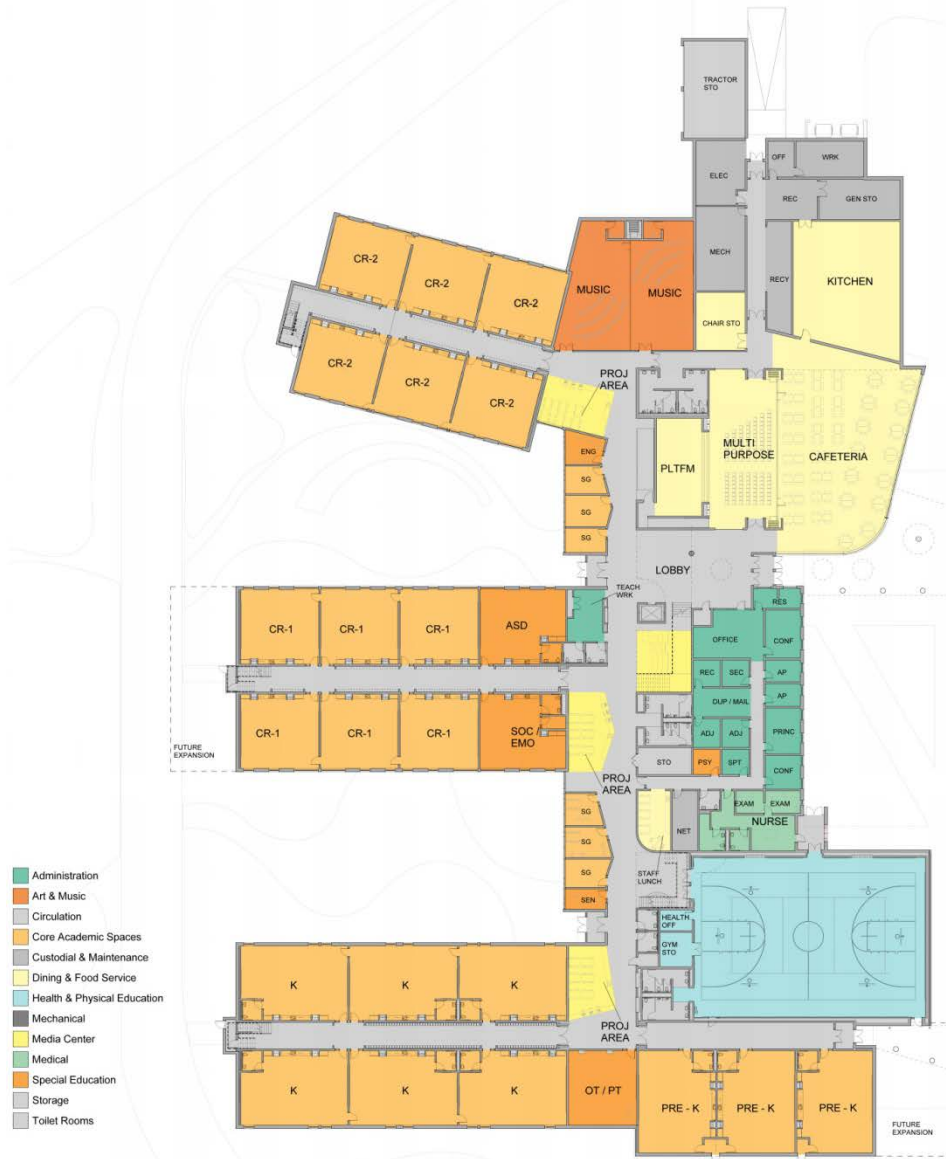 TRACTOR
STO
OFF
WRK
ELEC
REC
GEN STO
MECH
RECY
KITCHEN
CR-2
CR-2
CR-2
MUSIC
MUSIC
CHAIR STO
CR-2
CR-2
CR-2
PROJ
AREA
ENG
SG
SG
SG
PLTFM
MULTI
PURPOSE
CAFETERIA
LOBBY
TEACH
WRK
RES
CR-1
CR-1
CR-1
ASD
OFFICE
CONF
REC
SEC
AP
DUP / MAIL
AP
CR-1
CR-1
CR-1
SOC /
EMO
ADJ
ADJ
PRINC
FUTURE
EXPANSION
STO
PSY
SPT
CONF
PROJ
AREA
EXAM
EXAM
NURSE
SG
SG
SG
SEN
NET
STAFF
LUNCH
HEALTH
OFF
GYM
STO
K
K
K
PROJ
AREA
K
K
K
OT / PT
PRE - K
PRE - K
PRE - K
FUTURE
EXPANSION
Administration
Art & Music
Circulation
Core Academic Spaces
Custodial & Maintenance
Dining & Food Service
Health & Physical Education
Mechanical
Media Center
Medical
Special Education
Storage
Toilet Rooms